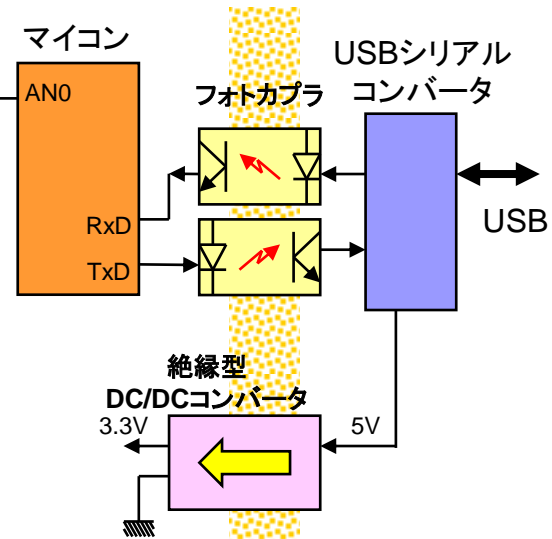 マイコン
USBシリアル
コンバータ
AN0
フォトカプラ
RxD
TxD
USB
絶縁型
DC/DCコンバータ
3.3V
5V